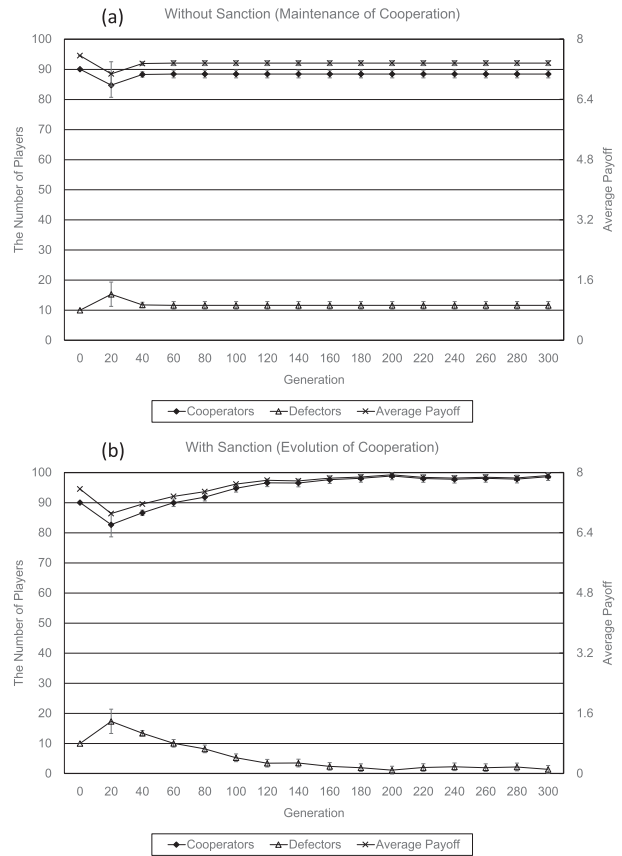 (a)
Without Sanction (Maintenance of Cooperation)
100
90
80
70
60
50
40
30
20
10
0
The Number of Players
8
6.4
4.8
3.2
1.6
0
Average Payoff
0 20 40 60 80 100 120 140 160 180 200 220 240 260 280 300
Generation
Cooperators Defectors Average Payoff
(b)
With Sanction (Evolution of Cooperation)
100
90
80
70
60
50
40
30
20
10
0
The Number of Players
8
6.4
4.8
3.2
1.6
0
Average Payoff
0 20 40 60 80 100 120 140 160 180 200 220 240 260 280 300
Generation
Cooperators Defectors Average Payoff